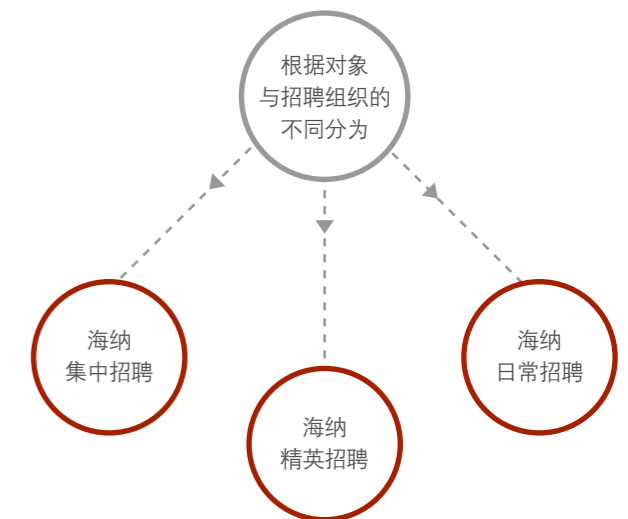 根据对象
与招聘组织的
不同分为
海纳
集中招聘
海纳
精英招聘
海纳
日常招聘